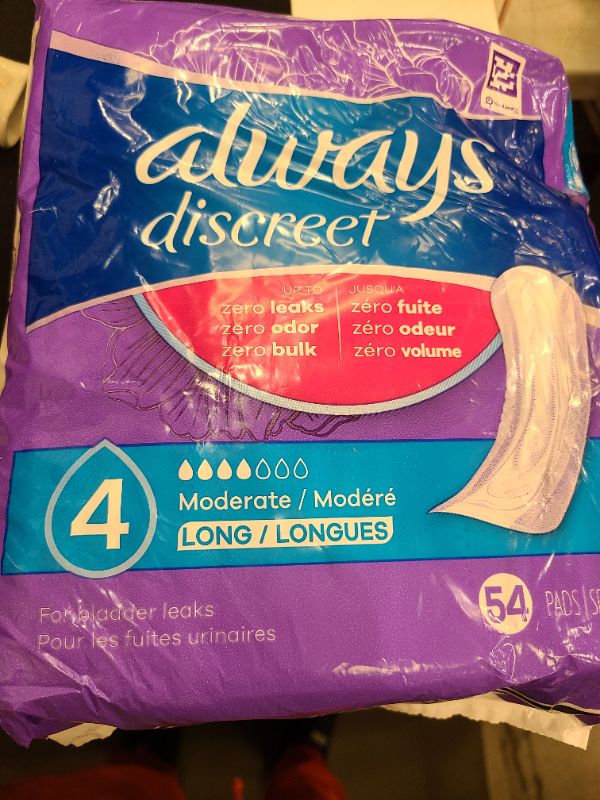 always
discreet
UP TO
zero leaks
zero odor
zero bulk
JUSQU'À
zéro fuite
zéro odeur
zéro volume
4
Moderate / Modéré
LONG / LONGUES
For bladder leaks
Pour les fuites urinaires
54 PADS